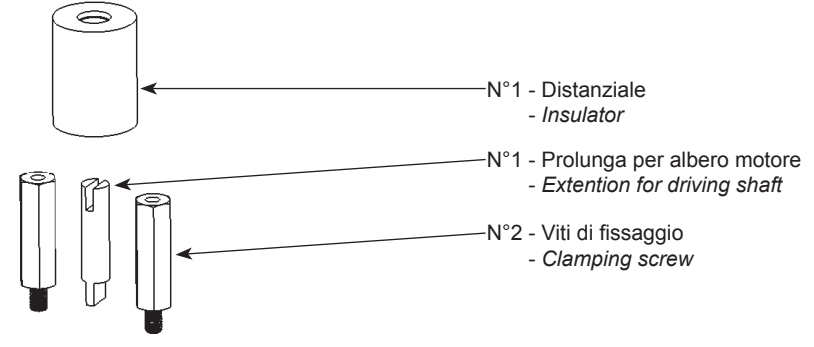 N°1 - Distanziale
- Insulator
N°1 - Prolunga per albero motore
- Extention for driving shaft
N°2 - Viti di fissaggio
- Clamping screw